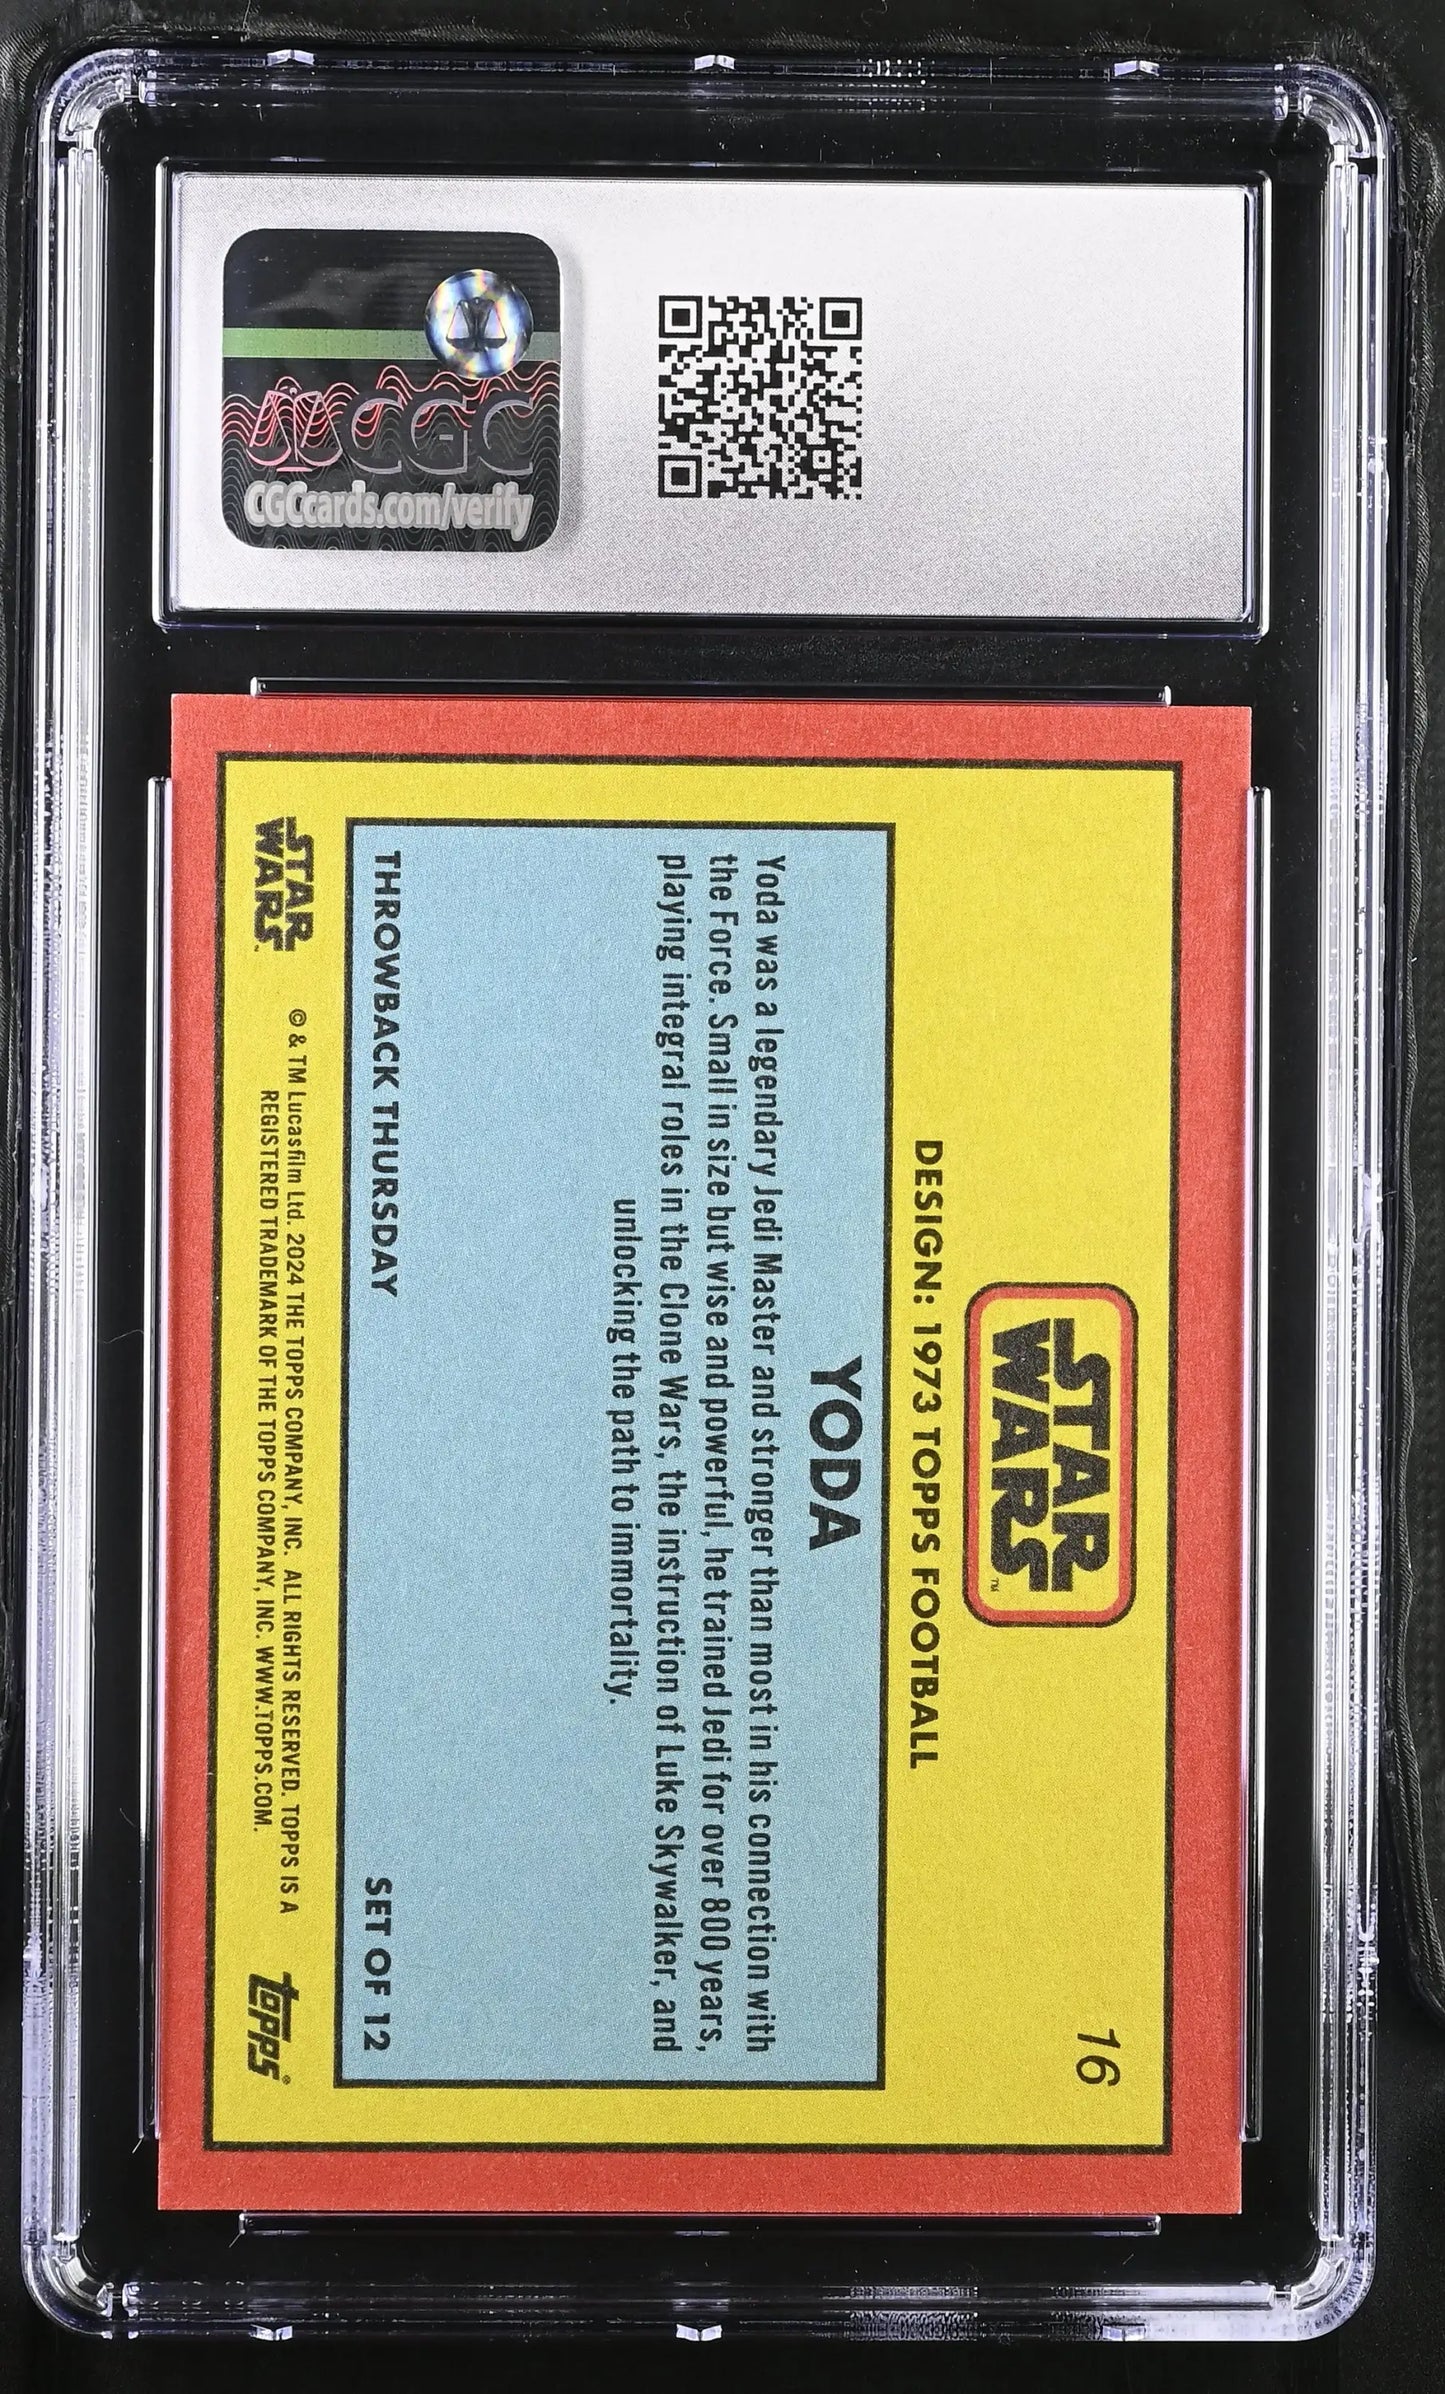 CGC
CGCcards.com/verify
16
STAR
WARS™
DESIGN: 1973 TOPPS FOOTBALL
YODA
Yoda was a legendary Jedi Master and stronger than most in his connection with
the Force. Small in size but wise and powerful, he trained Jedi for over 800 years,
playing integral roles in the Clone Wars, the instruction of Luke Skywalker, and
unlocking the path to immortality.
THROWBACK THURSDAY
SET OF 12
STAR
WARS™
© & TM Lucasfilm Ltd. 2024 THE TOPPS COMPANY, INC. ALL RIGHTS RESERVED. TOPPS IS A
REGISTERED TRADEMARK OF THE TOPPS COMPANY, INC. WWW.TOPPS.COM.
topps®